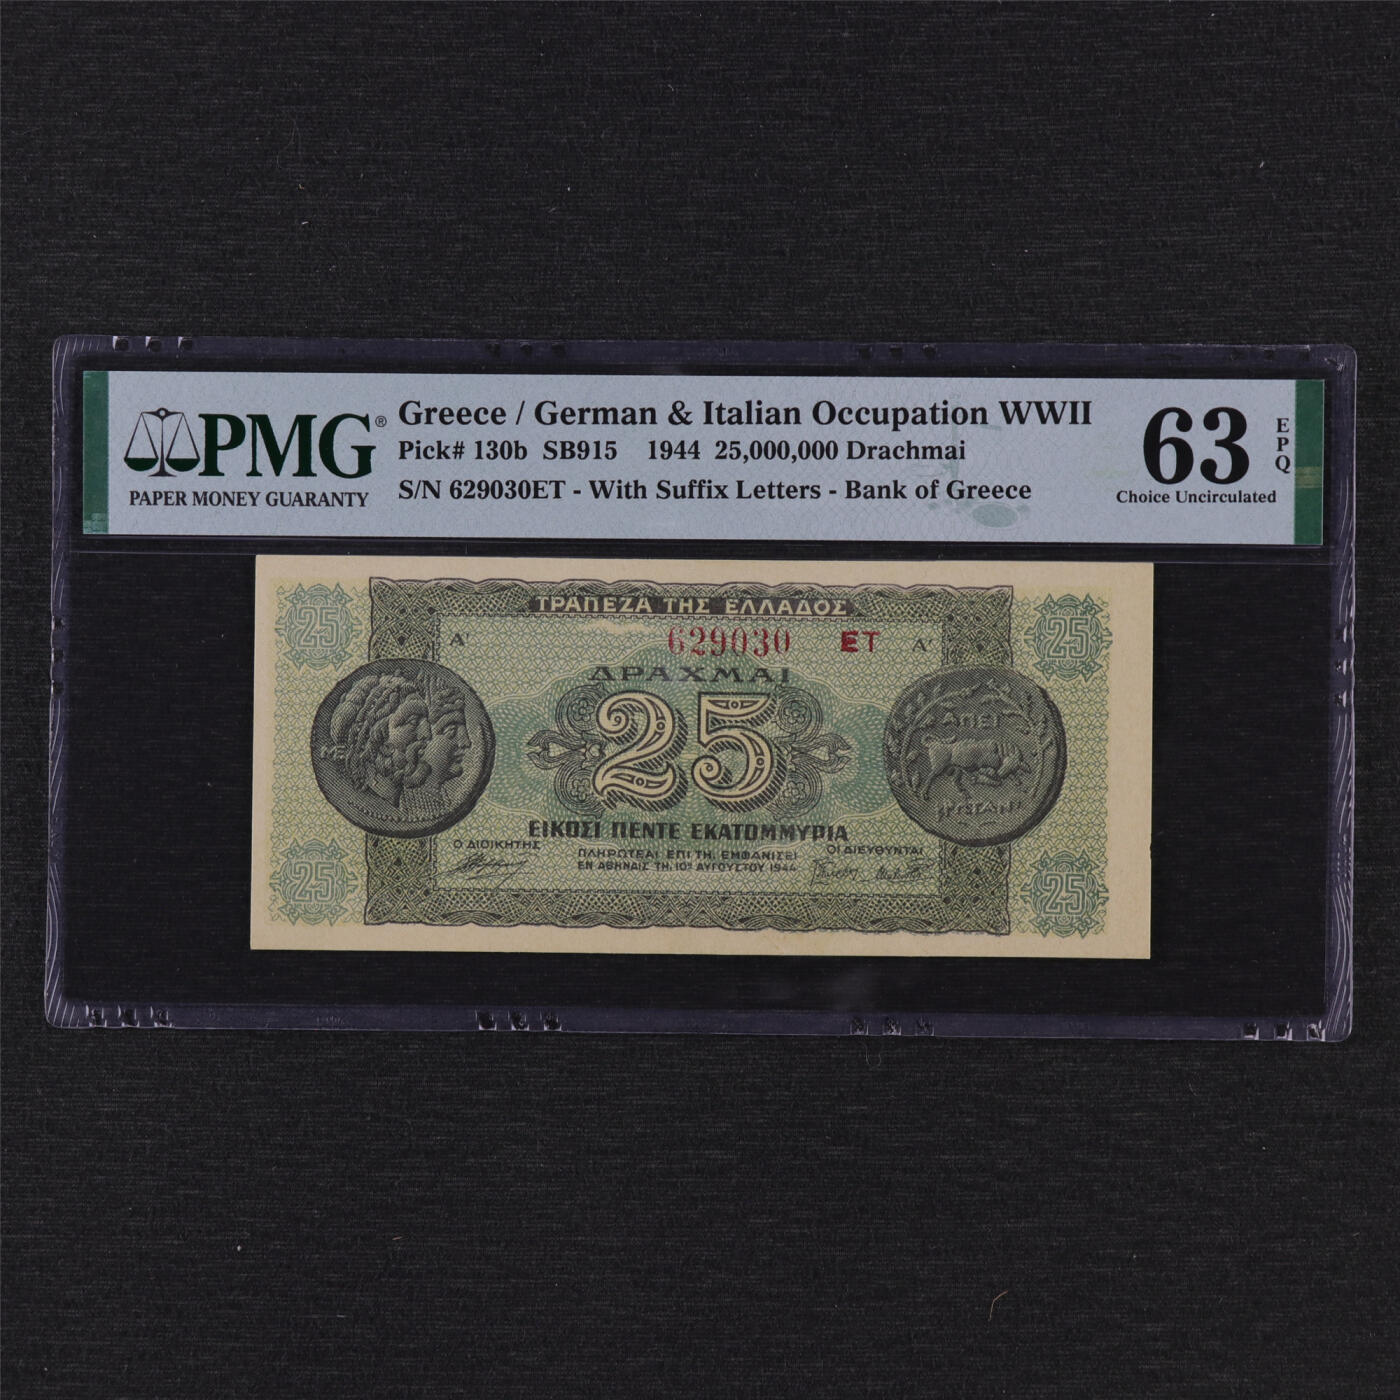 PMG®
PAPER MONEY GUARANTY
Greece / German & Italian Occupation WWII
Pick# 130b SB915 1944 25,000,000 Drachmai
S/N 629030ET - With Suffix Letters - Bank of Greece
63 EPQ
Choice Uncirculated
25 ΤΡΑΠΕΖΑ ΤΗΣ ΕΛΛΑΔΟΣ 25
Α' 629030 ΕΤ Α'
ΔΡΑΧΜΑΙ
ΑΠΕΙ
25
ΕΙΚΟΣΙ ΠΕΝΤΕ ΕΚΑΤΟΜΜΥΡΙΑ
Ο ΔΙΟΙΚΗΤΗΣ ΠΛΗΡΩΤΕΑΙ ΕΠΙ ΤΗ, ΕΜΦΑΝΙΣΕΙ ΟΙ ΔΙΕΥΘΥΝΤΑΙ
ΕΝ ΑΘΗΝΑΙΣ ΤΗ, 10Η ΑΥΓΟΥΣΤΟΥ 1944
25 25